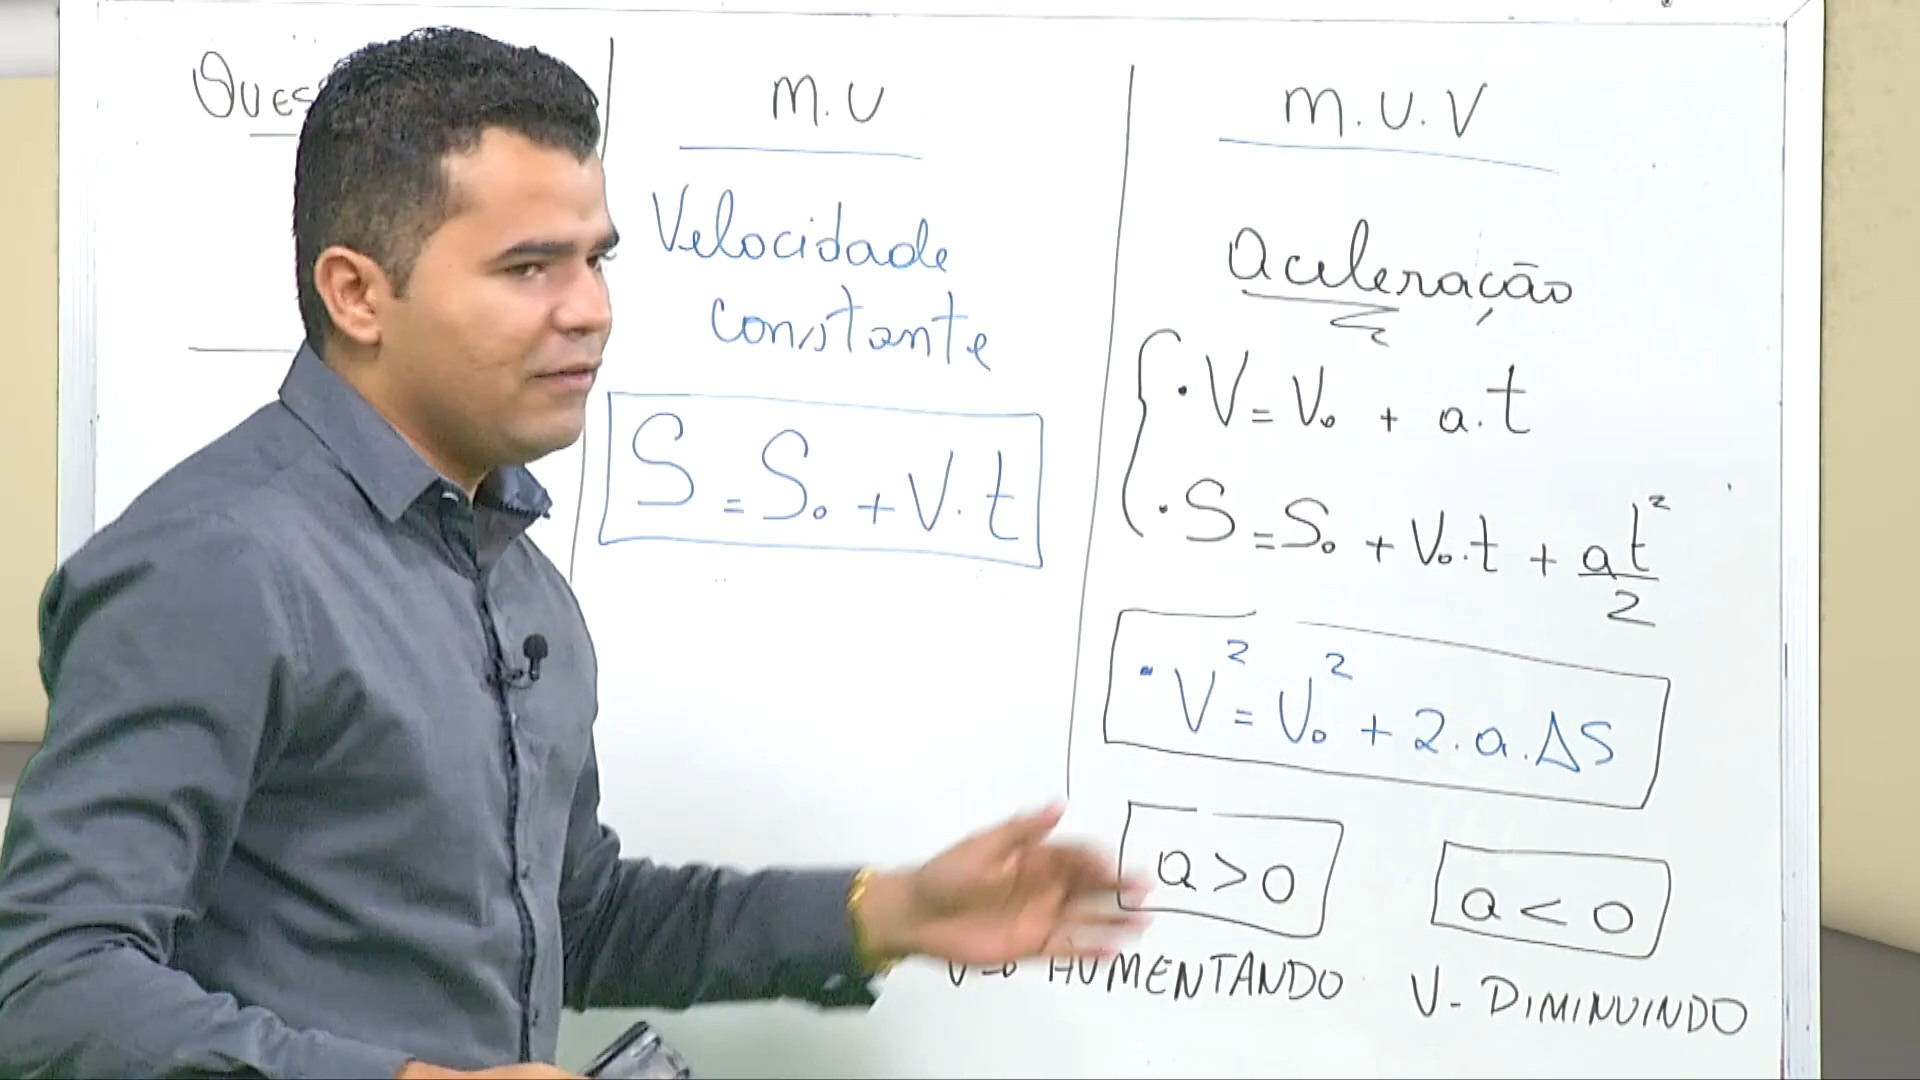 M.U
Velocidade
constante
S = S₀ + V.t
M.U.V
Aceleração
. V = V₀ + a.t
. S = S₀ + V₀.t + at²/2
. V² = V₀² + 2.a.ΔS
a > 0
a < 0
AUMENTANDO
V- DIMINUINDO